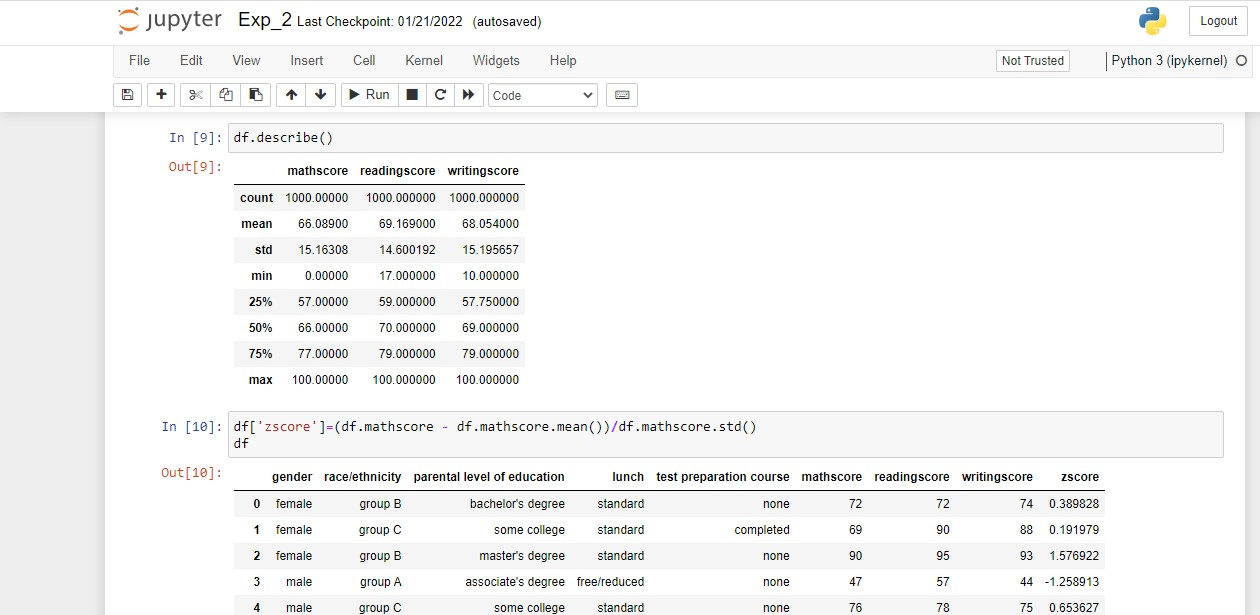 jupyter Exp_2 Last Checkpoint: 01/21/2022 (autosaved) Logout
File Edit View Insert Cell Kernel Widgets Help Not Trusted Python 3 (ipykernel)
Run Code
In [9]: df.describe()
Out[9]:
mathscore readingscore writingscore
count 1000.00000 1000.000000 1000.000000
mean 66.08900 69.169000 68.054000
std 15.16308 14.600192 15.195657
min 0.00000 17.000000 10.000000
25% 57.00000 59.000000 57.750000
50% 66.00000 70.000000 69.000000
75% 77.00000 79.000000 79.000000
max 100.00000 100.000000 100.000000
In [10]: df['zscore']=(df.mathscore - df.mathscore.mean())/df.mathscore.std()
df
Out[10]:
gender race/ethnicity parental level of education lunch test preparation course mathscore readingscore writingscore zscore
0 female group B bachelor's degree standard none 72 72 74 0.389828
1 female group C some college standard completed 69 90 88 0.191979
2 female group B master's degree standard none 90 95 93 1.576922
3 male group A associate's degree free/reduced none 47 57 44 -1.258913
4 male group C some college standard none 76 78 75 0.653627